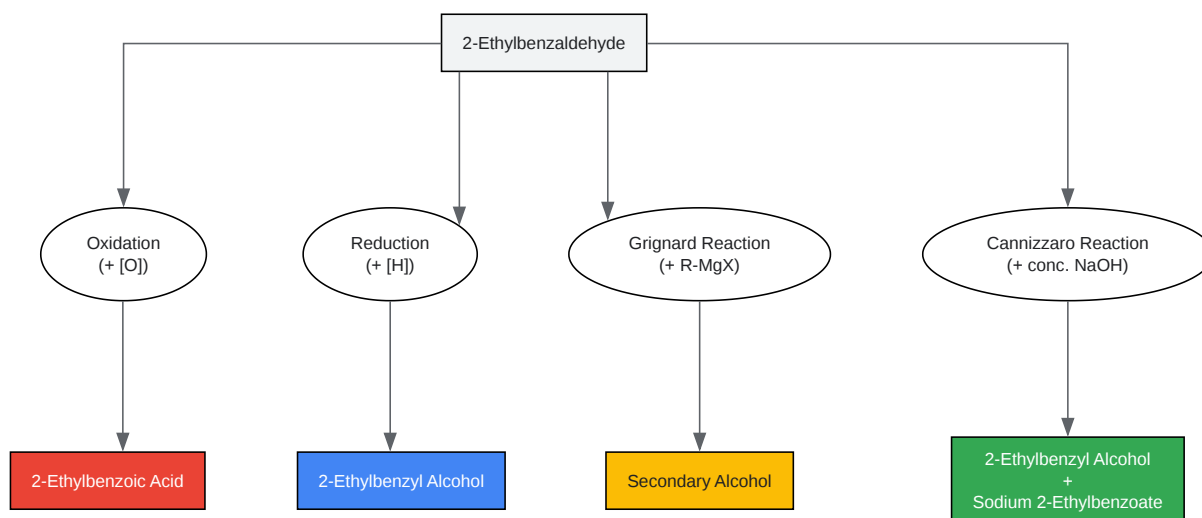 2-Ethylbenzaldehyde
Oxidation
(+ [O])
Reduction
(+ [H])
Grignard Reaction
(+ R-MgX)
Cannizzaro Reaction
(+ conc. NaOH)
2-Ethylbenzoic Acid
2-Ethylbenzyl Alcohol
Secondary Alcohol
2-Ethylbenzyl Alcohol
+
Sodium 2-Ethylbenzoate